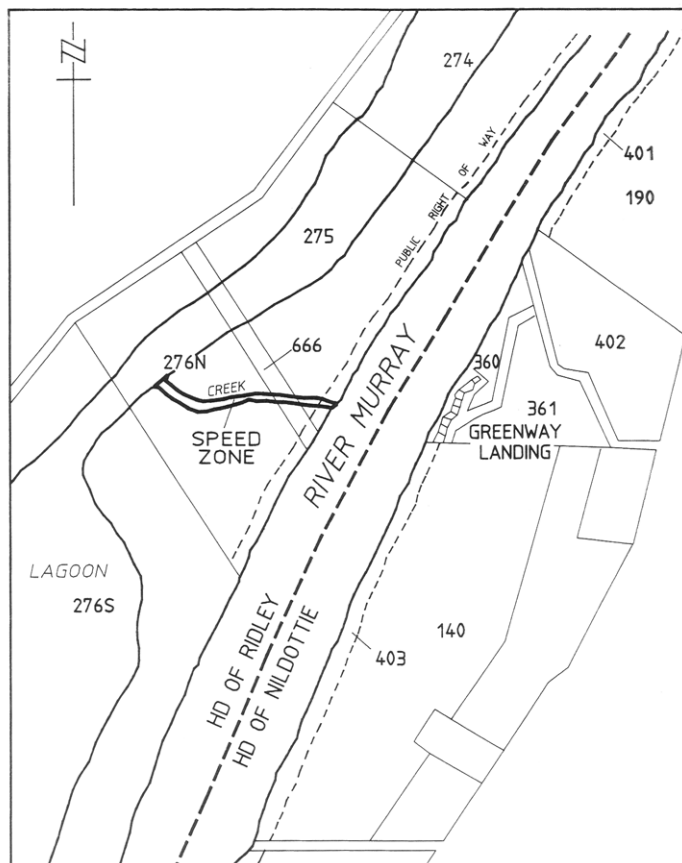 N
274
401
190
PUBLIC RIGHT OF WAY
275
402
666
360
276N
CREEK
361
SPEED
ZONE
GREENWAY
LANDING
RIVER MURRAY
LAGOON
276S
HD OF RIDLEY
HD OF NILDOTTIE
140
403